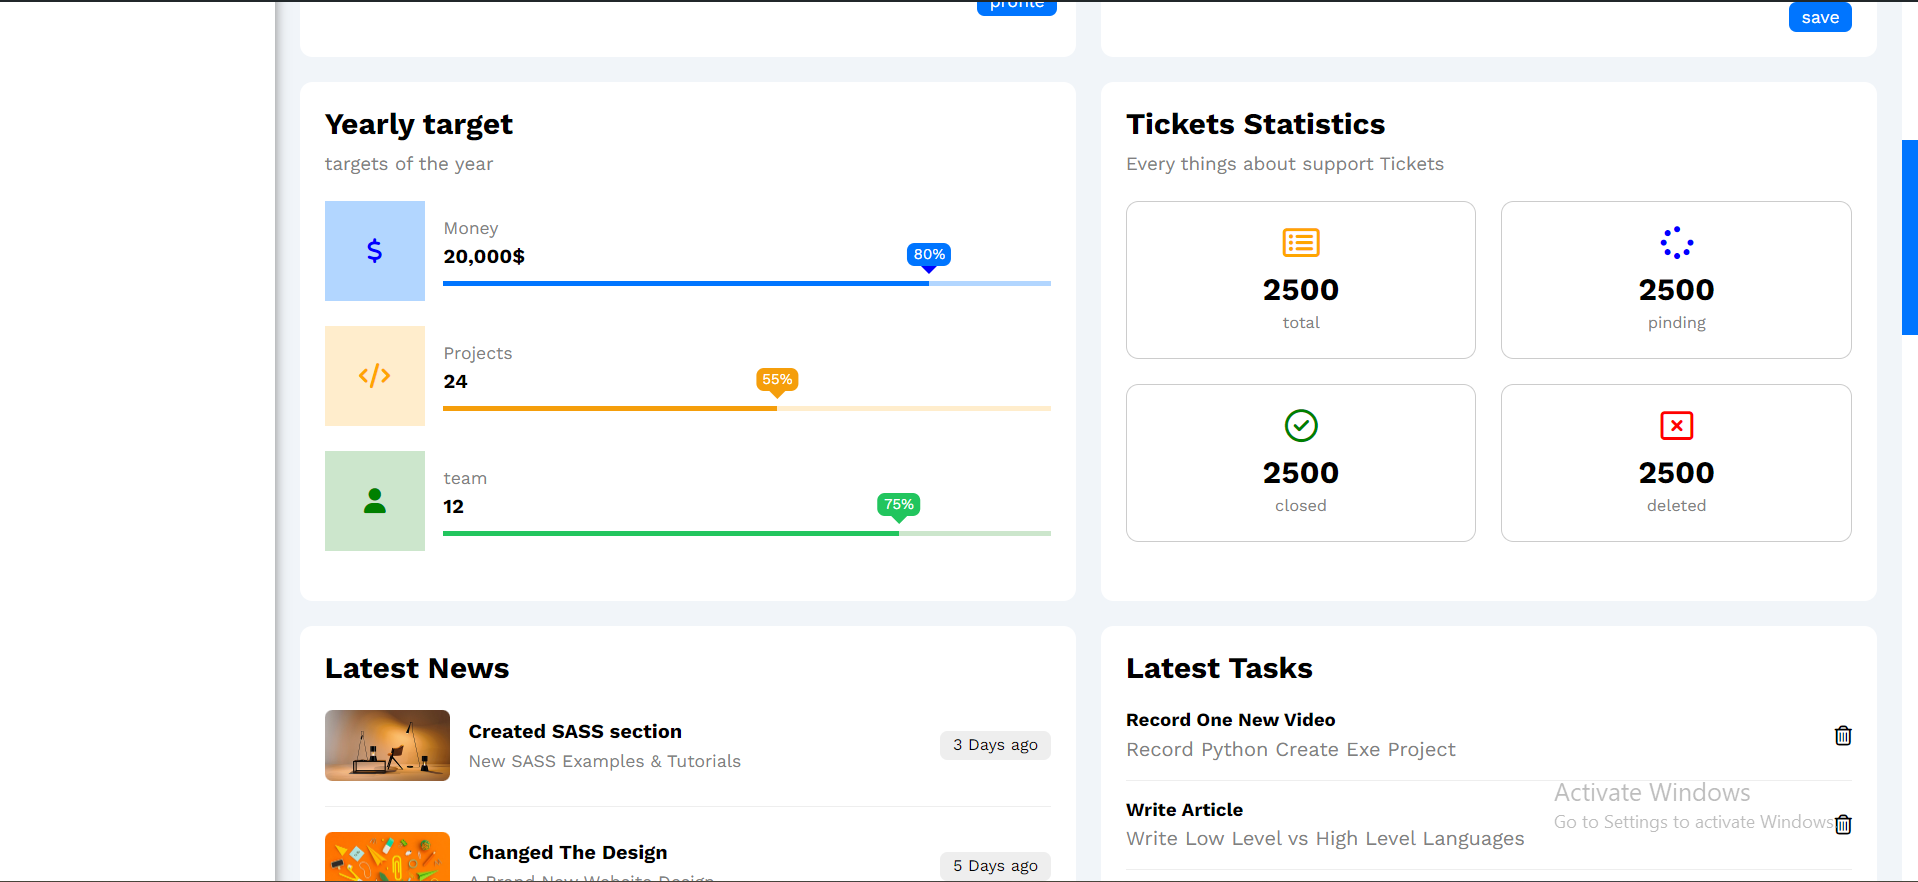 profile
save
Yearly target
targets of the year
Money
20,000$
80%
Projects
24
55%
team
12
75%
Tickets Statistics
Every things about support Tickets
2500
total
2500
pinding
2500
closed
2500
deleted
Latest News
Created SASS section
New SASS Examples & Tutorials
3 Days ago
Changed The Design
A Brand New Website Design
5 Days ago
Latest Tasks
Record One New Video
Record Python Create Exe Project
Write Article
Write Low Level vs High Level Languages
Activate Windows
Go to Settings to activate Windows